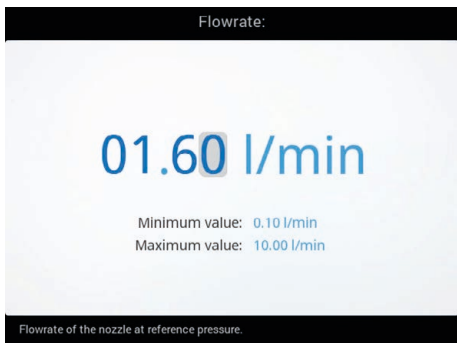 Flowrate:
01.60 l/min
Minimum value: 0.10 l/min
Maximum value: 10.00 l/min
Flowrate of the nozzle at reference pressure.